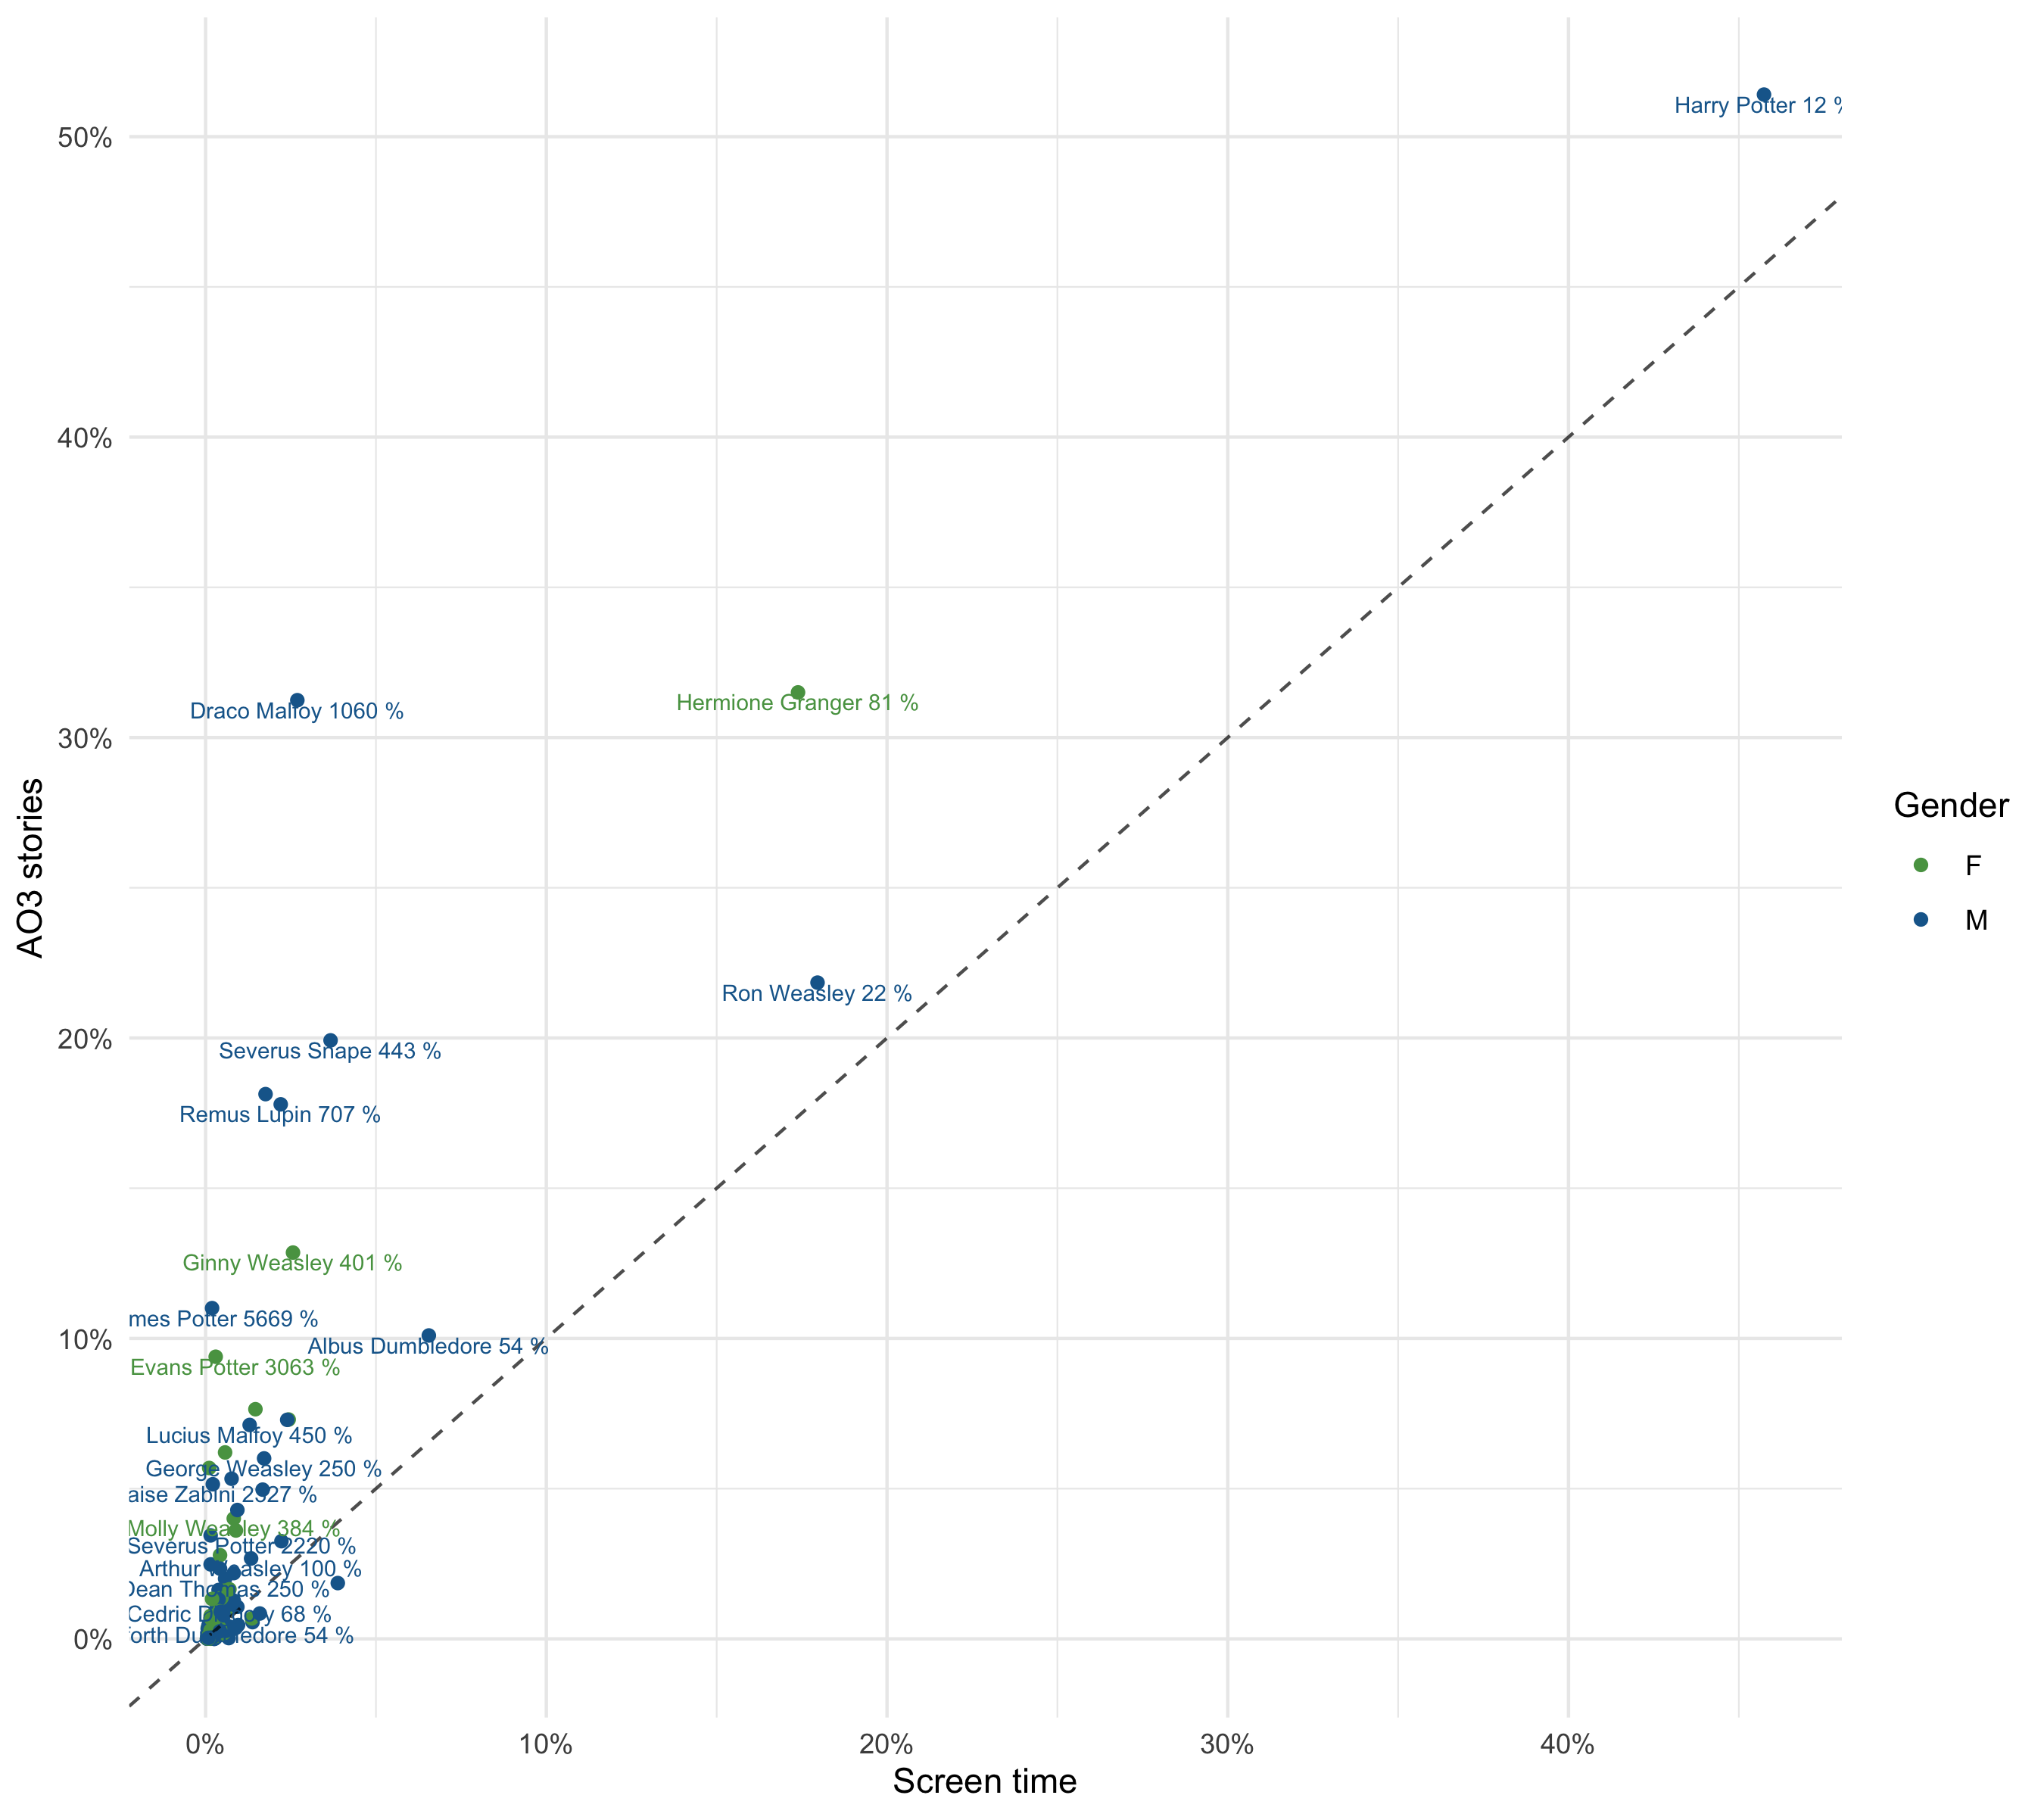 Harry Potter 12 %
50%
40%
Hermione Granger 81 %
Draco Malfoy 1060 %
30%
Ron Weasley 22 %
20%
Severus Snape 443 %
Remus Lupin 707 %
Ginny Weasley 401 %
mes Potter 5669 %
10%
Albus Dumbledore 54 %
Evans Potter 3063 %
Lucius Malfoy 450 %
George Weasley 250 %
aise Zabini 2527 %
Molly Weasley 384 %
Severus Potter 2220 %
Arthur Weasley 100 %
Dean Thomas 250 %
Cedric Diggory 68 %
forth Dumbledore 54 %
0%
0%
10%
20%
30%
40%
Screen time
AO3 stories
Gender
F
M